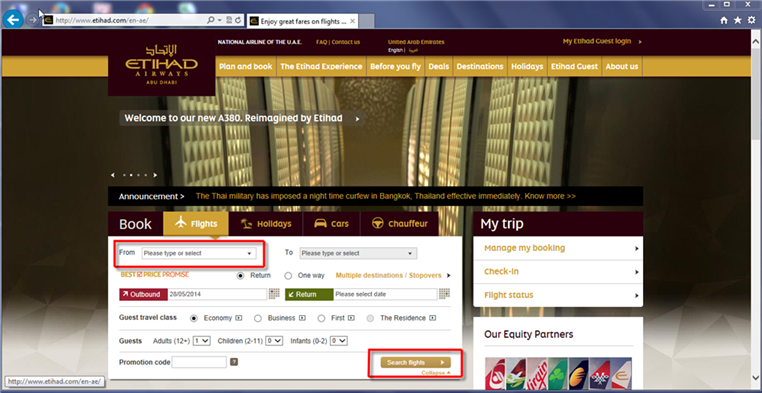 http://www.etihad.com/en-ae/
Enjoy great fares on flights ...
NATIONAL AIRLINE OF THE U.A.E. FAQ | Contact us United Arab Emirates My Etihad Guest login
English | عربية
الإتحاد
ETIHAD
AIRWAYS
ABU DHABI
Plan and book The Etihad Experience Before you fly Deals Destinations Holidays Etihad Guest About us
Welcome to our new A380. Reimagined by Etihad
Announcement > The Thai military has imposed a night time curfew in Bangkok, Thailand effective immediately. Know more >>
Book Flights Holidays Cars Chauffeur
From Please type or select To Please type or select
BEST PRICE PROMISE Return One way Multiple destinations / Stopovers
Outbound 28/05/2014 Return Please select date
Guest travel class Economy Business First The Residence
Guests Adults (12+) 1 Children (2-11) 0 Infants (0-2) 0
Promotion code ? Search flights
Collapse
My trip
Manage my booking
Check-in
Flight status
Our Equity Partners
virgin
http://www.etihad.com/en-ae/